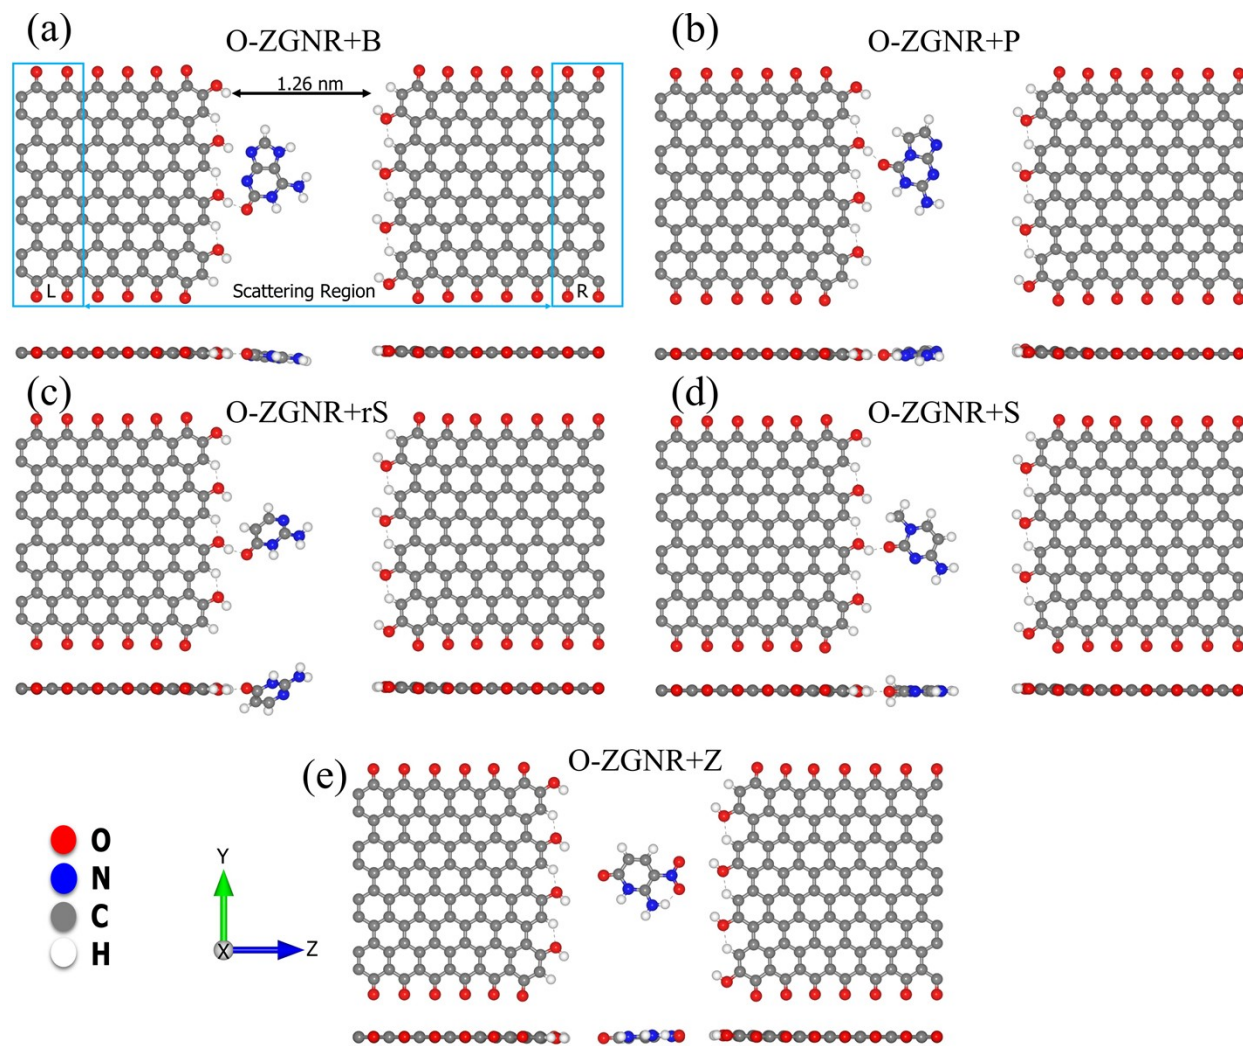 (a)
O-ZGNR+B
1.26 nm
L
Scattering Region
R
(b)
O-ZGNR+P
(c)
O-ZGNR+rS
(d)
O-ZGNR+S
(e)
O-ZGNR+Z
O
N
C
H
Y
X
Z